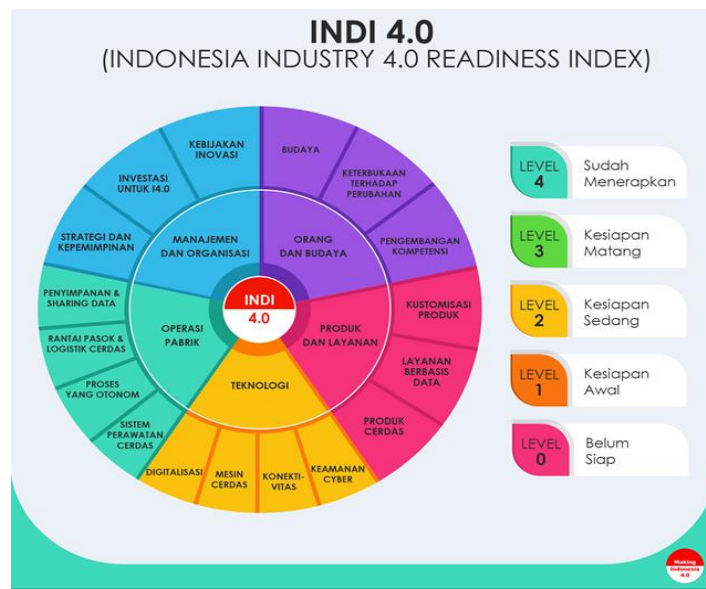 INDI 4.0
(INDONESIA INDUSTRY 4.0 READINESS INDEX)
KEBIJAKAN
INOVASI
INVESTASI
UNTUK I4.0
STRATEGI DAN
KEPEMIMPINAN
MANAJEMEN
DAN ORGANISASI
BUDAYA
KETERBUKAAN
TERHADAP
PERUBAHAN
PENGEMBANGAN
KOMPETENSI
ORANG
DAN BUDAYA
KUSTOMISASI
PRODUK
LAYANAN
BERBASIS
DATA
PRODUK
CERDAS
PRODUK
DAN LAYANAN
KEAMANAN
CYBER
KONEKTI-
VITAS
MESIN
CERDAS
DIGITALISASI
TEKNOLOGI
SISTEM
PERAWATAN
CERDAS
PROSES
YANG OTONOM
RANTAI PASOK &
LOGISTIK CERDAS
PENYIMPANAN &
SHARING DATA
OPERASI
PABRIK
INDI
4.0
LEVEL
4
Sudah
Menerapkan
LEVEL
3
Kesiapan
Matang
LEVEL
2
Kesiapan
Sedang
LEVEL
1
Kesiapan
Awal
LEVEL
0
Belum
Siap
Making
Indonesia
4.0